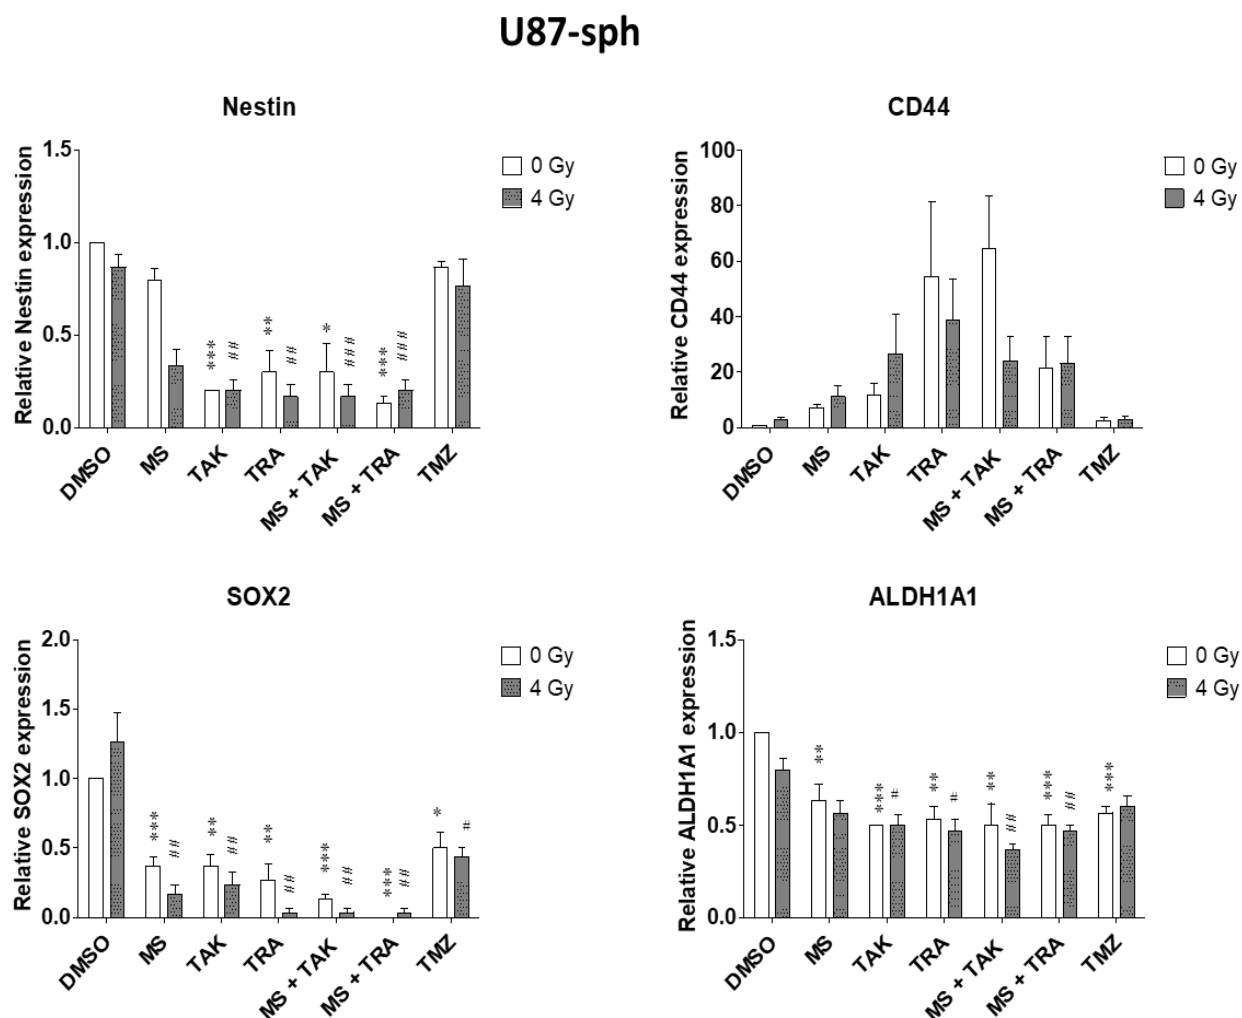 U87-sph
Nestin
Relative Nestin expression
1.5
1.0
0.5
0.0
0 Gy
4 Gy
*** ## ** ## * ### *** ###
DMSO MS TAK TRA MS + TAK MS + TRA TMZ
CD44
Relative CD44 expression
100
80
60
40
20
0
0 Gy
4 Gy
DMSO MS TAK TRA MS + TAK MS + TRA TMZ
SOX2
Relative SOX2 expression
2.0
1.5
1.0
0.5
0.0
0 Gy
4 Gy
*** ## ** ## ** ## *** ## *** ## * #
DMSO MS TAK TRA MS + TAK MS + TRA TMZ
ALDH1A1
Relative ALDH1A1 expression
1.5
1.0
0.5
0.0
0 Gy
4 Gy
** *** # ** # ** ## *** ## ***
DMSO MS TAK TRA MS + TAK MS + TRA TMZ